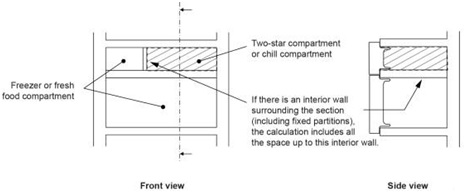 Two-star compartment
or chill compartment
Freezer or fresh
food compartment
If there is an interior wall
surrounding the section
(including fixed partitions),
the calculation includes all
the space up to this interior wall.
Front view
Side view